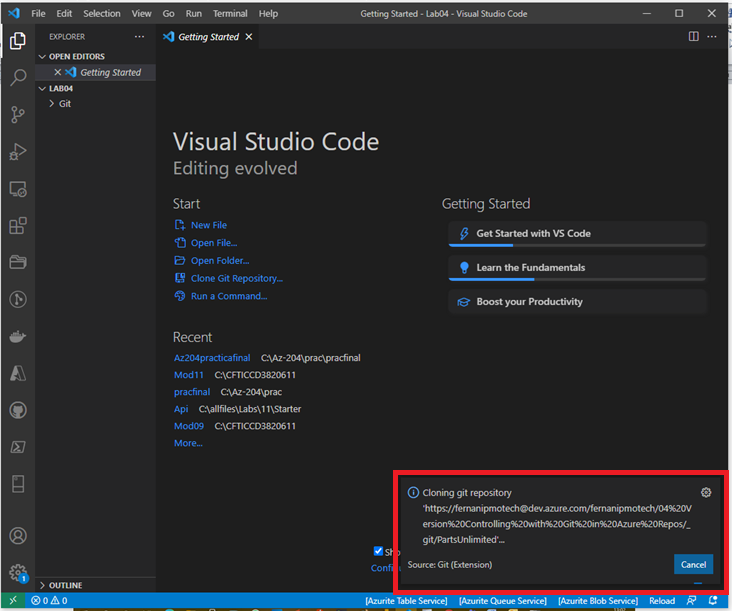 File Edit Selection View Go Run Terminal Help
Getting Started - Lab04 - Visual Studio Code
EXPLORER
Getting Started
OPEN EDITORS
Getting Started
LAB04
Git
Visual Studio Code
Editing evolved
Start
New File
Open File...
Open Folder...
Clone Git Repository...
Run a Command...
Getting Started
Get Started with VS Code
Learn the Fundamentals
Boost your Productivity
Recent
Az204practicafinal C:\Az-204\prac\pracfinal
Mod11 C:\CFTICCD3820611
pracfinal C:\Az-204\prac
Api C:\allfiles\Labs\11\Starter
Mod09 C:\CFTICCD3820611
More...
Cloning git repository
'https://fernanipmotech@dev.azure.com/fernanipmotech/04%20V
ersion%20Controlling%20with%20Git%20in%20Azure%20Repos/_
git/PartsUnlimited'...
Source: Git (Extension)
Cancel
Sho
Confi
1
OUTLINE
0 0
[Azurite Table Service] [Azurite Queue Service] [Azurite Blob Service] Reload